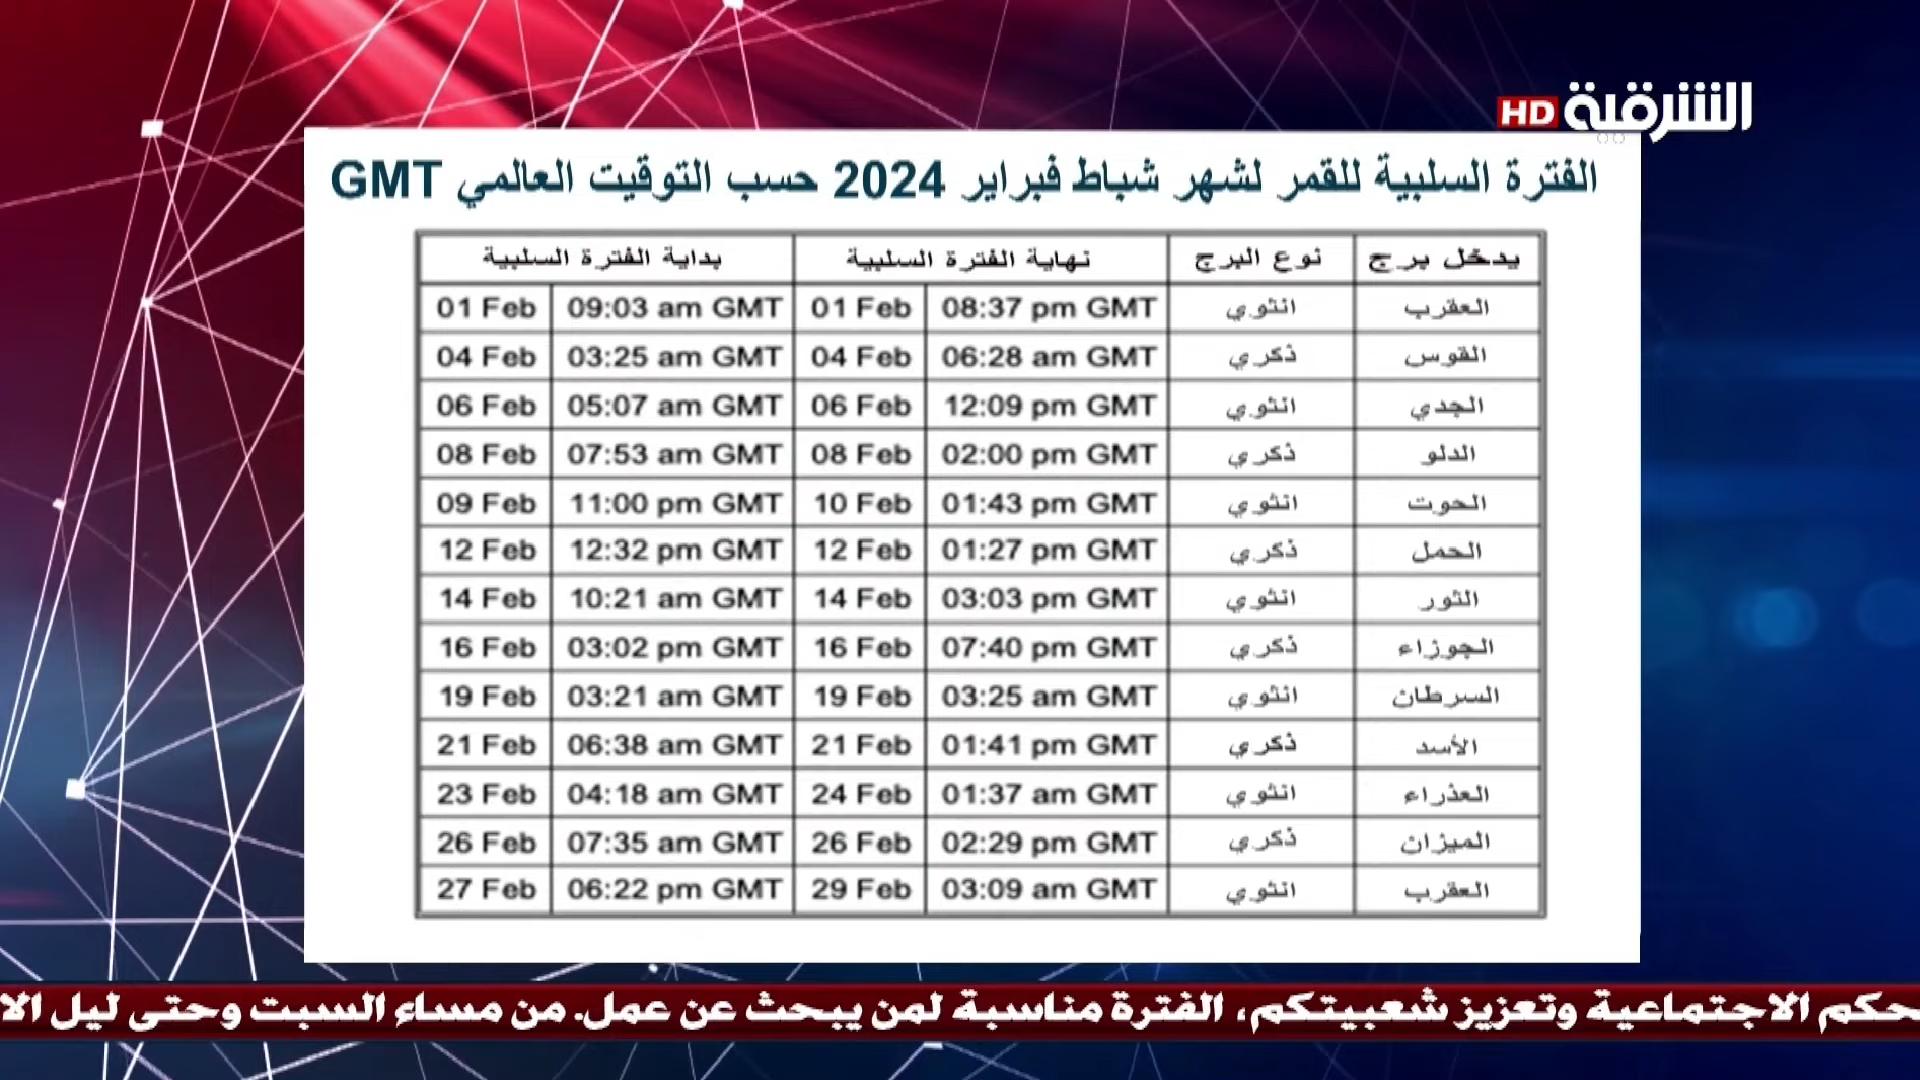 الشرقية HD
الفترة السلبية للقمر لشهر شباط فبراير 2024 حسب التوقيت العالمي GMT
يدخل برج نوع البرج نهاية الفترة السلبية بداية الفترة السلبية
01 Feb 09:03 am GMT 01 Feb 08:37 pm GMT انثوي العقرب
04 Feb 03:25 am GMT 04 Feb 06:28 am GMT ذكري القوس
06 Feb 05:07 am GMT 06 Feb 12:09 pm GMT انثوي الجدي
08 Feb 07:53 am GMT 08 Feb 02:00 pm GMT ذكري الدلو
09 Feb 11:00 pm GMT 10 Feb 01:43 pm GMT انثوي الحوت
12 Feb 12:32 pm GMT 12 Feb 01:27 pm GMT ذكري الحمل
14 Feb 10:21 am GMT 14 Feb 03:03 pm GMT انثوي الثور
16 Feb 03:02 pm GMT 16 Feb 07:40 pm GMT ذكري الجوزاء
19 Feb 03:21 am GMT 19 Feb 03:25 am GMT انثوي السرطان
21 Feb 06:38 am GMT 21 Feb 01:41 pm GMT ذكري الأسد
23 Feb 04:18 am GMT 24 Feb 01:37 am GMT انثوي العذراء
26 Feb 07:35 am GMT 26 Feb 02:29 pm GMT ذكري الميزان
27 Feb 06:22 pm GMT 29 Feb 03:09 am GMT انثوي العقرب
حكم الاجتماعية وتعزيز شعبيتكم، الفترة مناسبة لمن يبحث عن عمل. من مساء السبت وحتى ليل الا